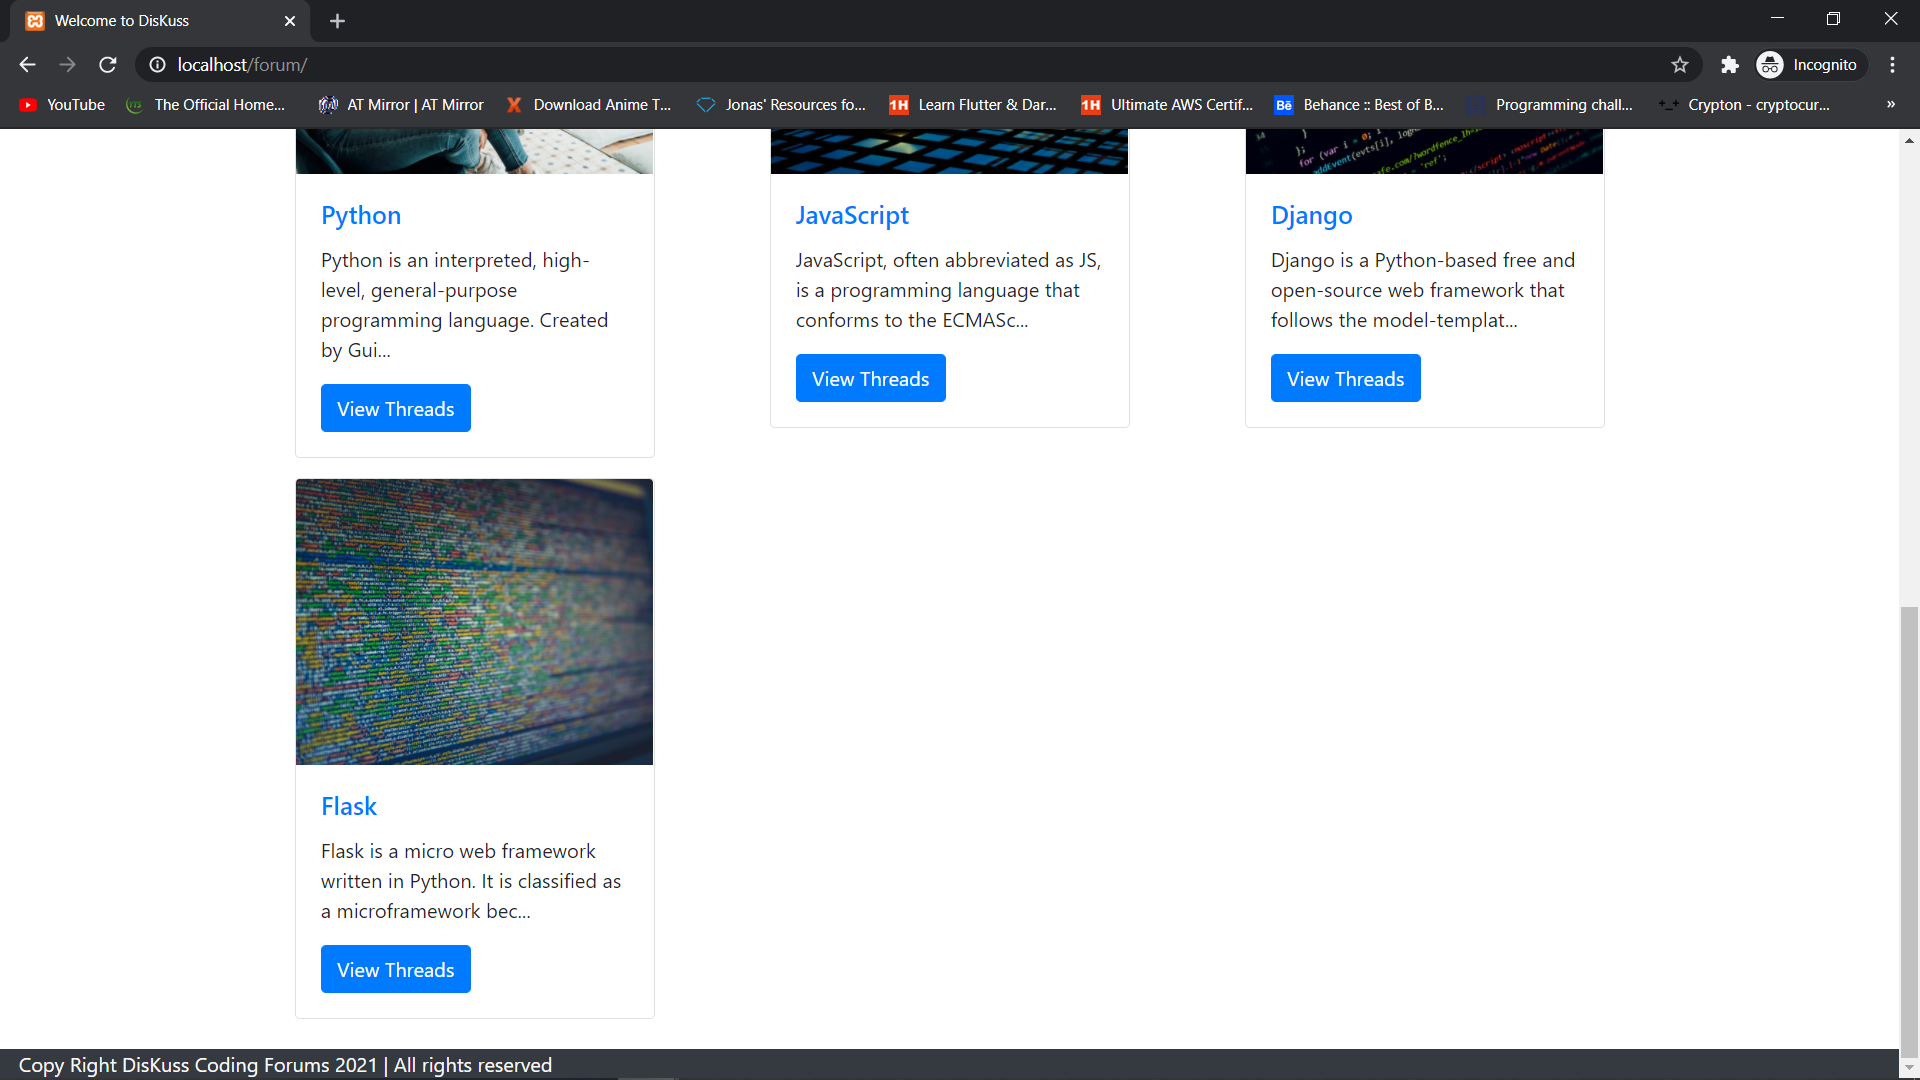 Welcome to DisKuss
localhost/forum/
Incognito
YouTube
The Official Home...
AT Mirror | AT Mirror
Download Anime T...
Jonas' Resources fo...
Learn Flutter & Dar...
Ultimate AWS Certif...
Behance :: Best of B...
Programming chall...
Crypton - cryptocur...
»
};
for (var i =
addEvent(evts[i],
'ref';
Python
Python is an interpreted, high-
level, general-purpose
programming language. Created
by Gui...
View Threads
JavaScript
JavaScript, often abbreviated as JS,
is a programming language that
conforms to the ECMASc...
View Threads
Django
Django is a Python-based free and
open-source web framework that
follows the model-templat...
View Threads
Flask
Flask is a micro web framework
written in Python. It is classified as
a microframework bec...
View Threads
Copy Right DisKuss Coding Forums 2021 | All rights reserved